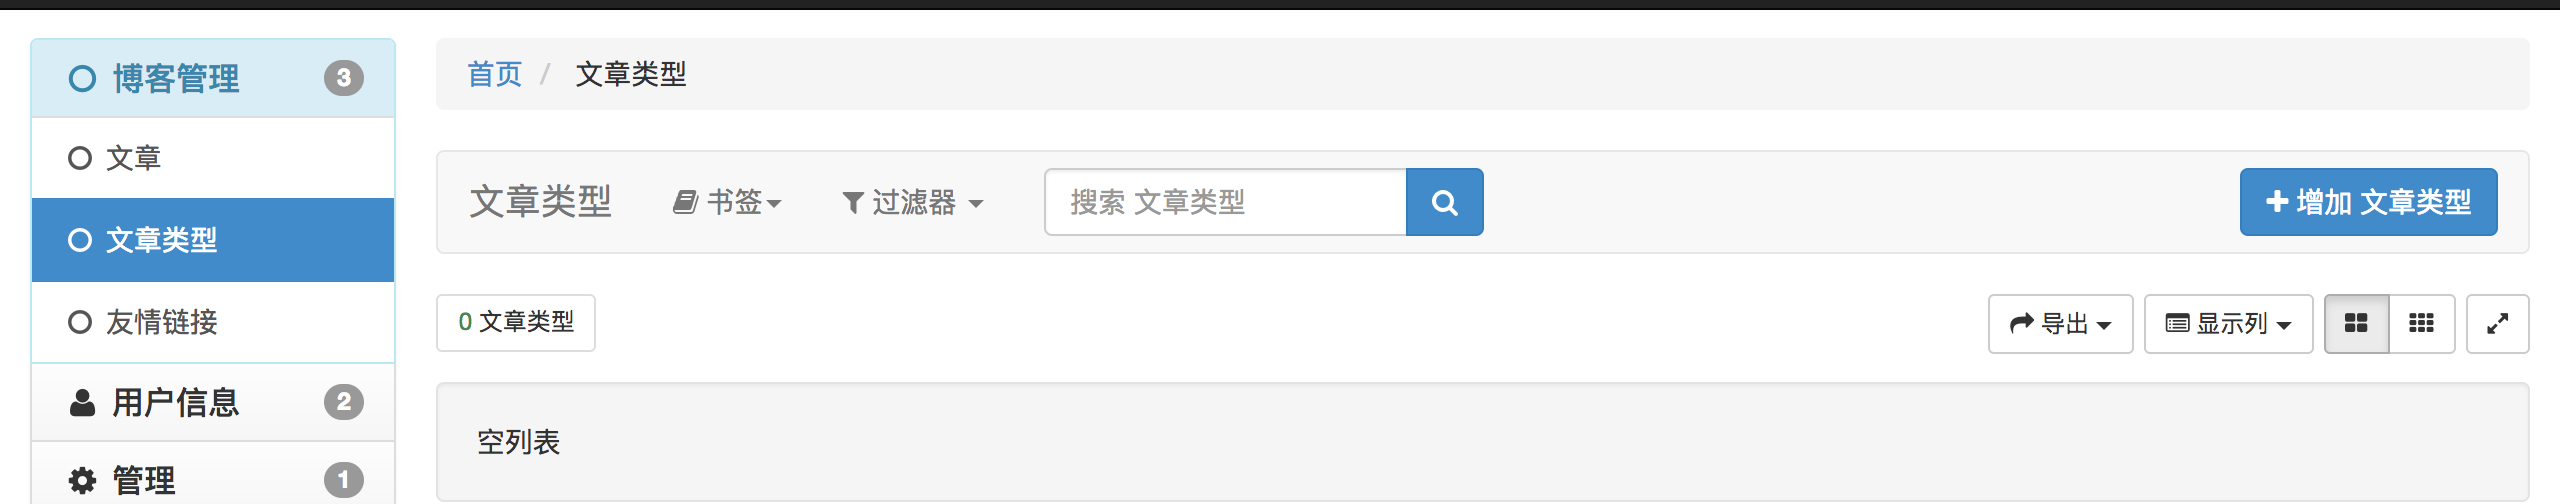 博客管理 3
文章
文章类型
友情链接
用户信息 2
管理 1
首页 / 文章类型
文章类型 书签 过滤器 搜索 文章类型 增加 文章类型
0 文章类型 导出 显示列
空列表